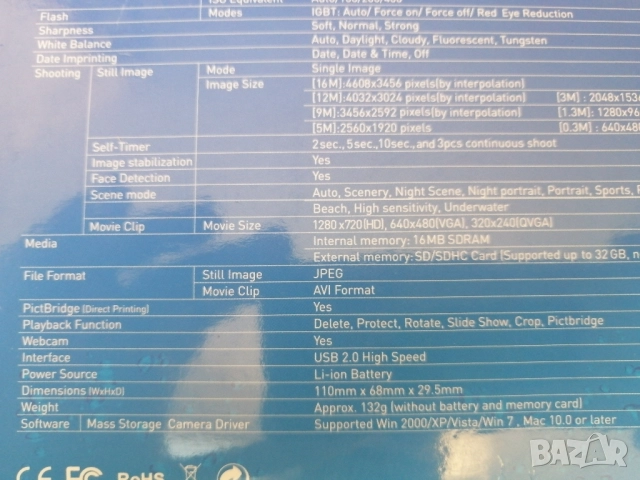 ISO Equivalent Auto/100/200/400
Flash Modes IGBT: Auto/ Force on/ Force off/ Red Eye Reduction
Sharpness Soft, Normal, Strong
White Balance Auto, Daylight, Cloudy, Fluorescent, Tungsten
Date Imprinting Date, Date & Time, Off
Shooting Still Image Mode Single Image
Image Size [16M]:4608x3456 pixels(by interpolation)
[12M]:4032x3024 pixels(by interpolation) [3M] : 2048x1536
[9M]:3456x2592 pixels(by interpolation) [1.3M]: 1280x96
[5M]:2560x1920 pixels [0.3M] : 640x480
Self-Timer 2sec.,5sec.,10sec.,and 3pcs continuous shoot
Image stabilization Yes
Face Detection Yes
Scene mode Auto, Scenery, Night Scene, Night portrait, Portrait, Sports,
Beach, High sensitivity, Underwater
Movie Clip Movie Size 1280 x720(HD), 640x480(VGA), 320x240(QVGA)
Media Internal memory: 16MB SDRAM
External memory:SD/SDHC Card (Supported up to 32 GB, n
File Format Still Image JPEG
Movie Clip AVI Format
PictBridge (Direct Printing) Yes
Playback Function Delete, Protect, Rotate, Slide Show, Crop, Pictbridge
Webcam Yes
Interface USB 2.0 High Speed
Power Source Li-ion Battery
Dimensions (WxHxD) 110mm x 68mm x 29.5mm
Weight Approx. 132g (without battery and memory card)
Software Mass Storage Camera Driver Supported Win 2000/XP/Vista/Win 7 , Mac 10.0 or later
CE FC RoHS
BAZAR.bg